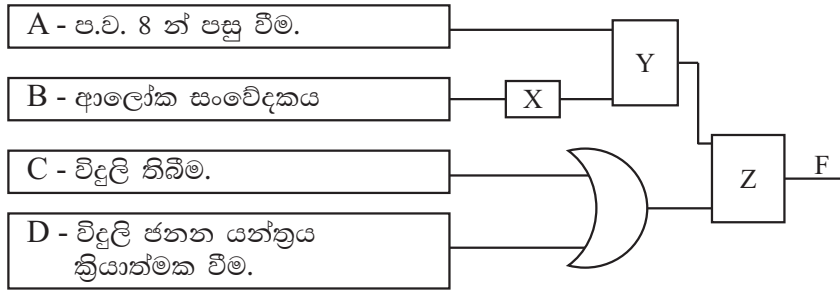 A - ප.ව. 8 න් පසු වීම.
B - ආලෝක සංවේදකය
X
Y
C - විදුලි තිබීම.
D - විදුලි ජනන යන්ත්‍රය
ක්‍රියාත්මක වීම.
Z
F